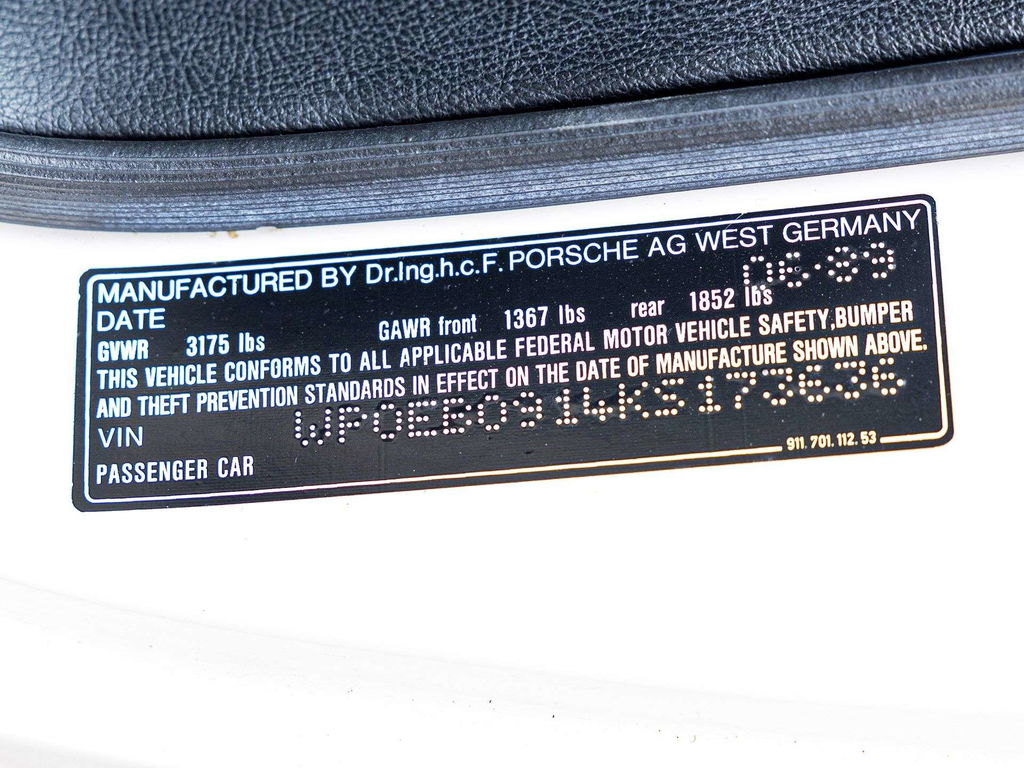 MANUFACTURED BY Dr.Ing.h.c.F. PORSCHE AG WEST GERMANY
DATE 06·89
GVWR 3175 lbs GAWR front 1367 lbs rear 1852 lbs
THIS VEHICLE CONFORMS TO ALL APPLICABLE FEDERAL MOTOR VEHICLE SAFETY,BUMPER
AND THEFT PREVENTION STANDARDS IN EFFECT ON THE DATE OF MANUFACTURE SHOWN ABOVE.
VIN WP0EB0914KS173636
PASSENGER CAR 911. 701. 112. 53